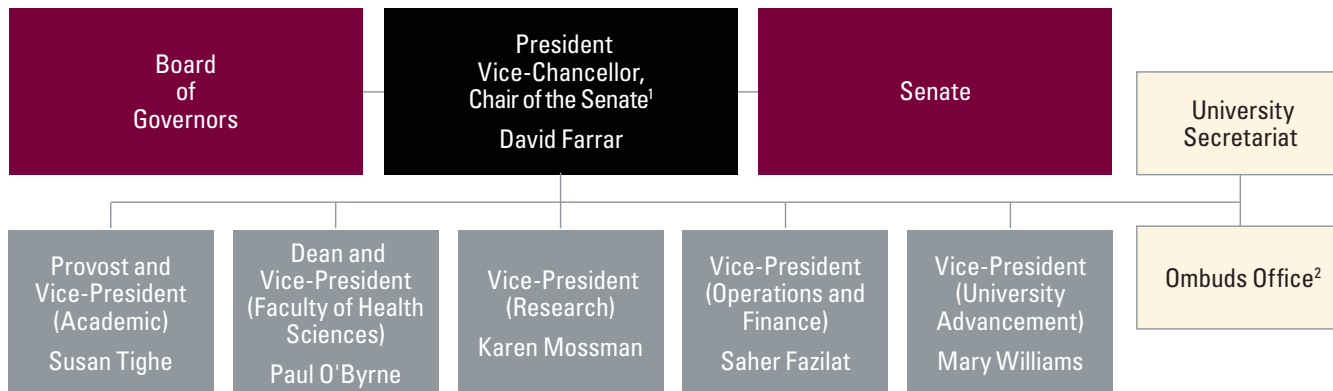 Board
of
Governors
President
Vice-Chancellor,
Chair of the Senate¹
David Farrar
Senate
University
Secretariat
Provost and
Vice-President
(Academic)
Susan Tighe
Dean and
Vice-President
(Faculty of Health
Sciences)
Paul O'Byrne
Vice-President
(Research)
Karen Mossman
Vice-President
(Operations and
Finance)
Saher Fazilat
Vice-President
(University
Advancement)
Mary Williams
Ombuds Office²